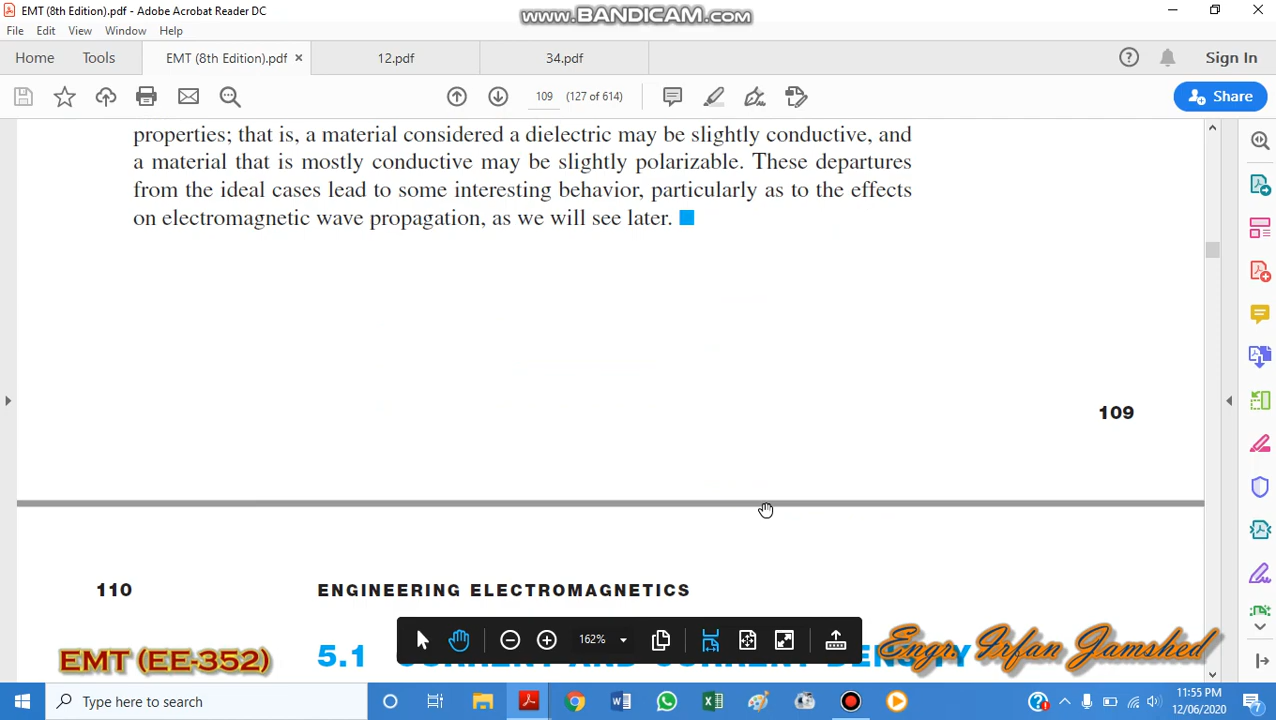 EMT (8th Edition).pdf - Adobe Acrobat Reader DC
www.BANDICAM.com
File Edit View Window Help
Home Tools EMT (8th Edition).pdf × 12.pdf 34.pdf Sign In
109 (127 of 614) Share
properties; that is, a material considered a dielectric may be slightly conductive, and
a material that is mostly conductive may be slightly polarizable. These departures
from the ideal cases lead to some interesting behavior, particularly as to the effects
on electromagnetic wave propagation, as we will see later.
109
110 ENGINEERING ELECTROMAGNETICS
162%
5.1 CURRENT AND CURRENT DENSITY
EMT (EE-352)
Engr. Irfan Jamshed
Type here to search
11:55 PM
12/06/2020
7